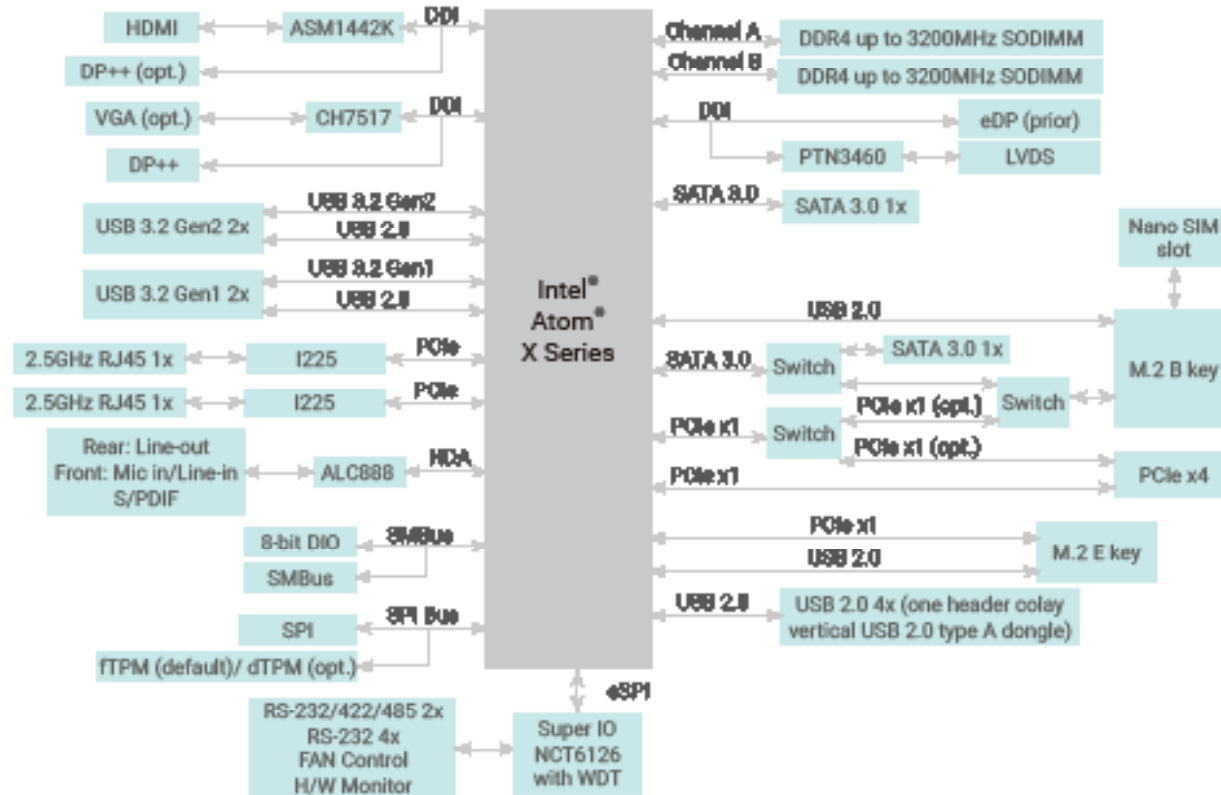 HDMI
ASM1442K
DDI
DP++ (opt.)
VGA (opt.)
CH7517
DDI
DP++
USB 3.2 Gen2 2x
USB 3.2 Gen2
USB 2.0
USB 3.2 Gen1 2x
USB 3.2 Gen1
USB 2.0
2.5GHz RJ45 1x
I225
PCIe
2.5GHz RJ45 1x
I225
PCIe
Rear: Line-out
Front: Mic in/Line-in
S/PDIF
ALC888
HDA
8-bit DIO
SMBus
SMBus
SPI
SPI Bus
fTPM (default)/ dTPM (opt.)
RS-232/422/485 2x
RS-232 4x
FAN Control
H/W Monitor
Super IO
NCT6126
with WDT
eSPI
Intel®
Atom®
X Series
Channel A
DDR4 up to 3200MHz SODIMM
Channel B
DDR4 up to 3200MHz SODIMM
DDI
eDP (prior)
PTN3460
LVDS
SATA 3.0
SATA 3.0 1x
Nano SIM
slot
USB 2.0
M.2 B key
SATA 3.0
Switch
SATA 3.0 1x
Switch
PCIe x1 (opt.)
PCIe x1
Switch
PCIe x1 (opt.)
PCIe x1
PCIe x4
PCIe x1
USB 2.0
M.2 E key
USB 2.0
USB 2.0 4x (one header colay
vertical USB 2.0 type A dongle)